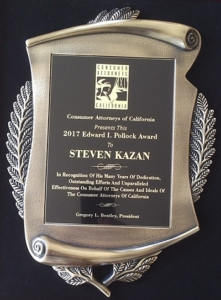 CONSUMER
ATTORNEYS
OF
CALIFORNIA
Consumer Attorneys of California
Presents This
2017 Edward I. Pollock Award
To
STEVEN KAZAN
In Recognition Of His Many Years Of Dedication,
Outstanding Efforts And Unparalleled
Effectiveness On Behalf Of The Causes And Ideals Of
The Consumer Attorneys Of California
Gregory L. Bentley, President